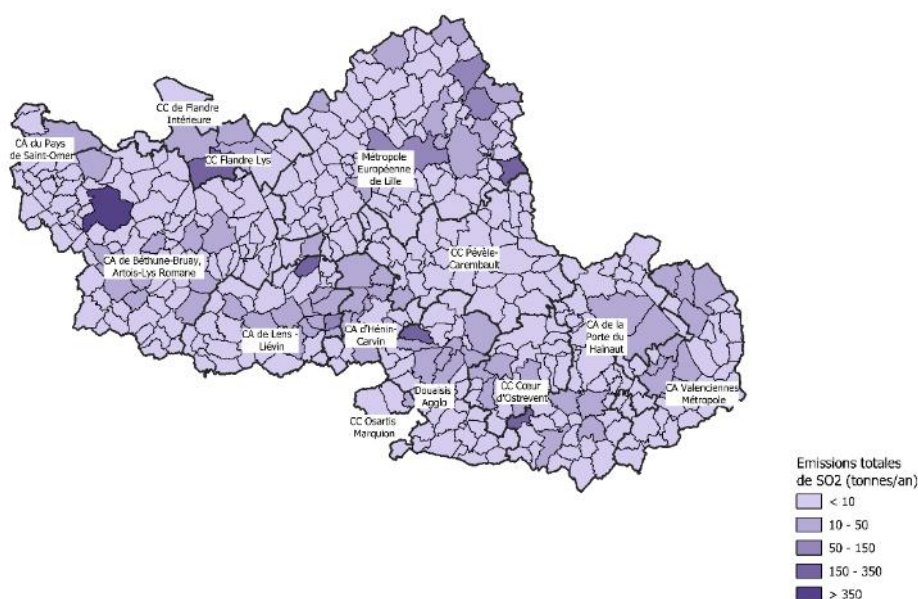 CC de Flandre
Intérieure
CA du Pays
de Saint-Omer
CC Flandre Lys
Métropole
Européenne
de Lille
CC Pévèle-
Carembault
CA de Béthune-Bruay,
Artois-Lys Romane
CA de Lens -
Liévin
CA d'Hénin-
Carvin
CA de la
Porte du
Hainaut
Douaisis
Agglo
CC Cœur
d'Ostrevent
CA Valenciennes
Métropole
CC Osartis
Marquion
Emissions totales
de SO2 (tonnes/an)
< 10
10 - 50
50 - 150
150 - 350
> 350